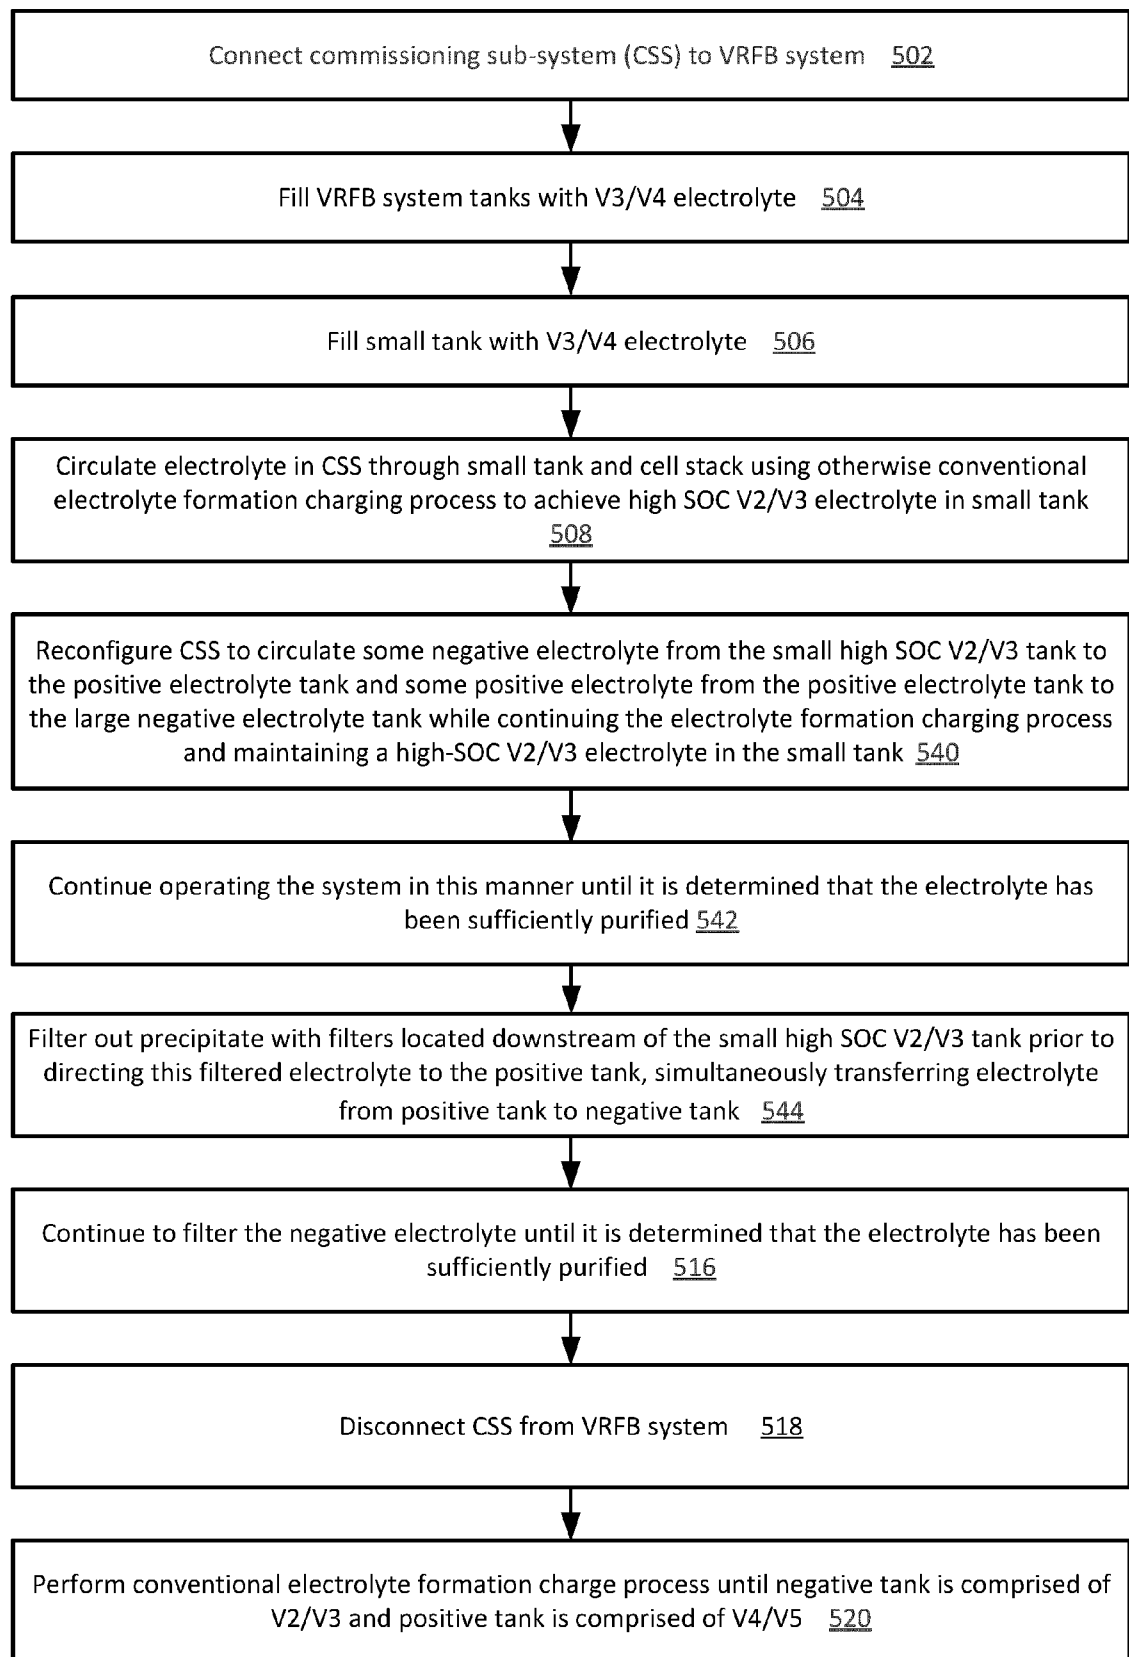 Connect commissioning sub-system (CSS) to VRFB system 502
Fill VRFB system tanks with V3/V4 electrolyte 504
Fill small tank with V3/V4 electrolyte 506
Circulate electrolyte in CSS through small tank and cell stack using otherwise conventional
electrolyte formation charging process to achieve high SOC V2/V3 electrolyte in small tank
508
Reconfigure CSS to circulate some negative electrolyte from the small high SOC V2/V3 tank to
the positive electrolyte tank and some positive electrolyte from the positive electrolyte tank to
the large negative electrolyte tank while continuing the electrolyte formation charging process
and maintaining a high-SOC V2/V3 electrolyte in the small tank 540
Continue operating the system in this manner until it is determined that the electrolyte has
been sufficiently purified 542
Filter out precipitate with filters located downstream of the small high SOC V2/V3 tank prior to
directing this filtered electrolyte to the positive tank, simultaneously transferring electrolyte
from positive tank to negative tank 544
Continue to filter the negative electrolyte until it is determined that the electrolyte has been
sufficiently purified 516
Disconnect CSS from VRFB system 518
Perform conventional electrolyte formation charge process until negative tank is comprised of
V2/V3 and positive tank is comprised of V4/V5 520